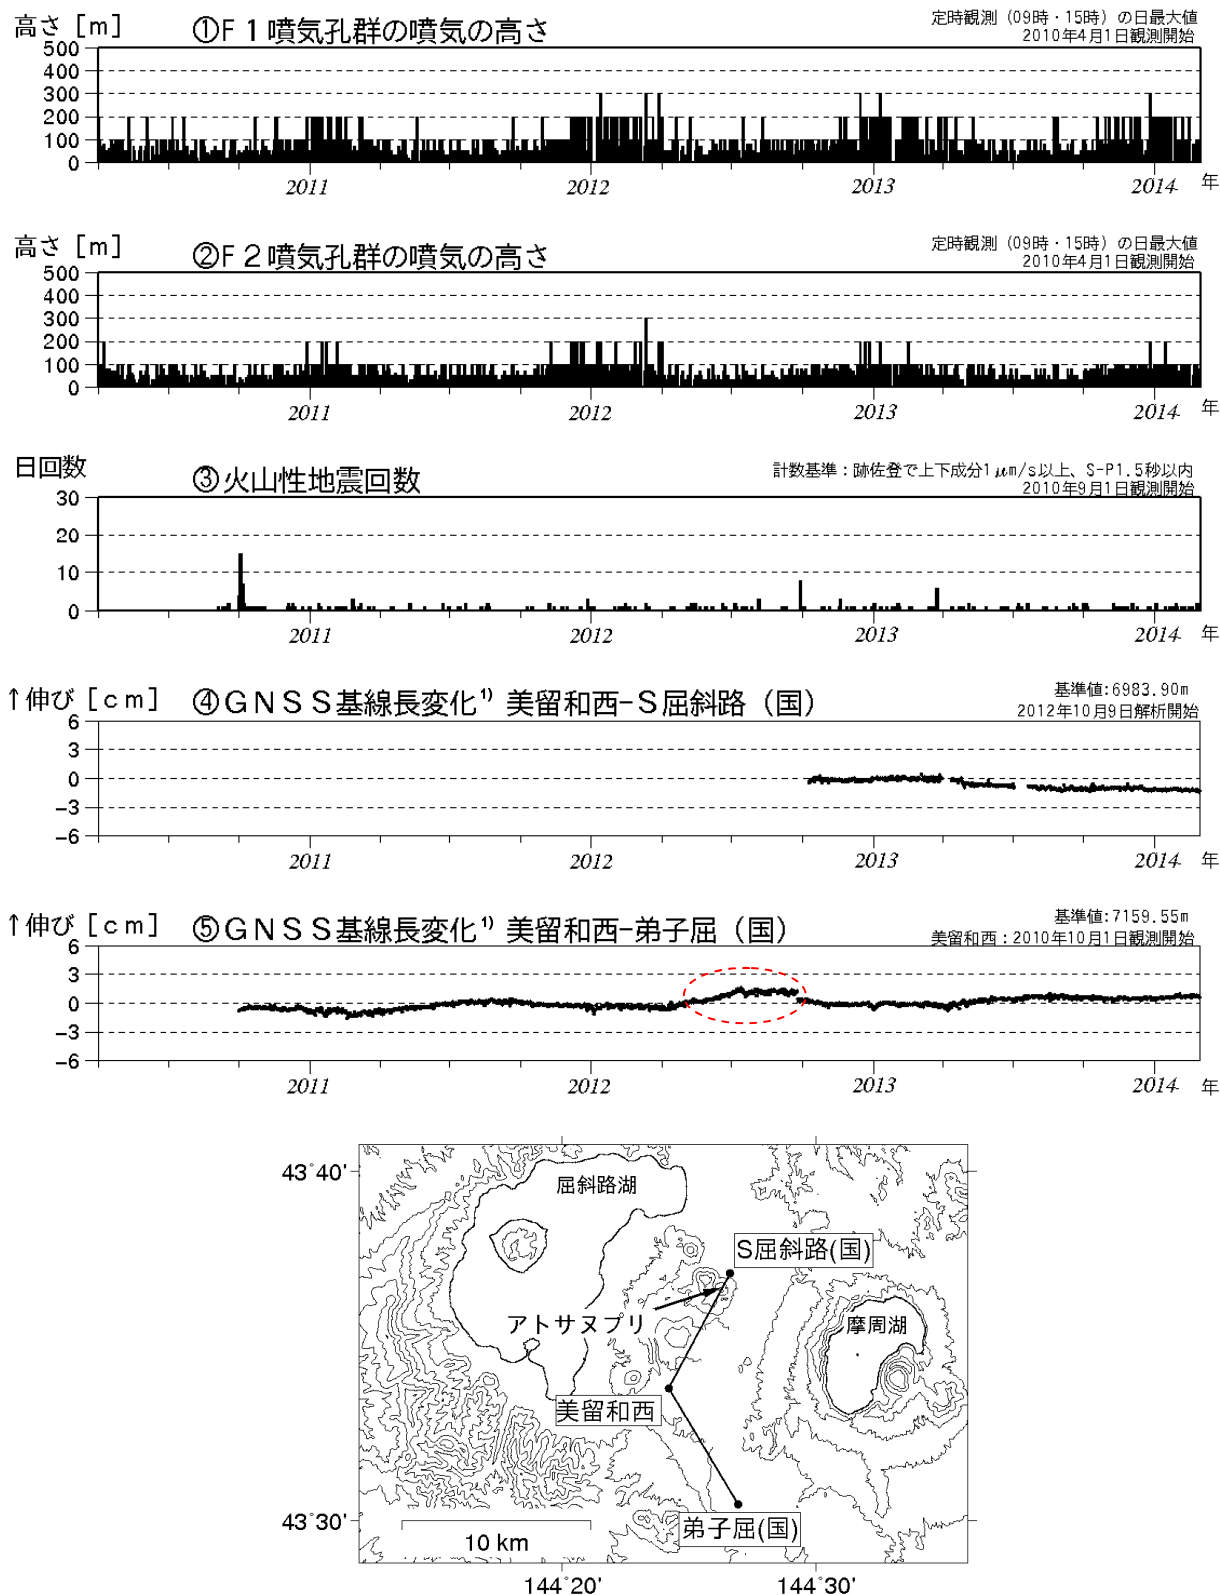 高さ [m]
①F1噴気孔群の噴気の高さ
定時観測（09時・15時）の日最大値
2010年4月1日観測開始
500
400
300
200
100
0
2011
2012
2013
2014
年
高さ [m]
②F2噴気孔群の噴気の高さ
定時観測（09時・15時）の日最大値
2010年4月1日観測開始
500
400
300
200
100
0
2011
2012
2013
2014
年
日回数
③火山性地震回数
計数基準：跡佐登で上下成分1μm/s以上、S-P1.5秒以内
2010年9月1日観測開始
30
20
10
0
2011
2012
2013
2014
年
↑伸び [cm]
④GNSS基線長変化¹⁾ 美留和西-S屈斜路（国）
基準値:6983.90m
2012年10月9日解析開始
6
3
0
-3
-6
2011
2012
2013
2014
年
↑伸び [cm]
⑤GNSS基線長変化¹⁾ 美留和西-弟子屈（国）
基準値:7159.55m
美留和西：2010年10月1日観測開始
6
3
0
-3
-6
2011
2012
2013
2014
年
43°40'
屈斜路湖
S屈斜路(国)
アトサヌプリ
摩周湖
美留和西
43°30'
弟子屈(国)
10 km
144°20'
144°30'